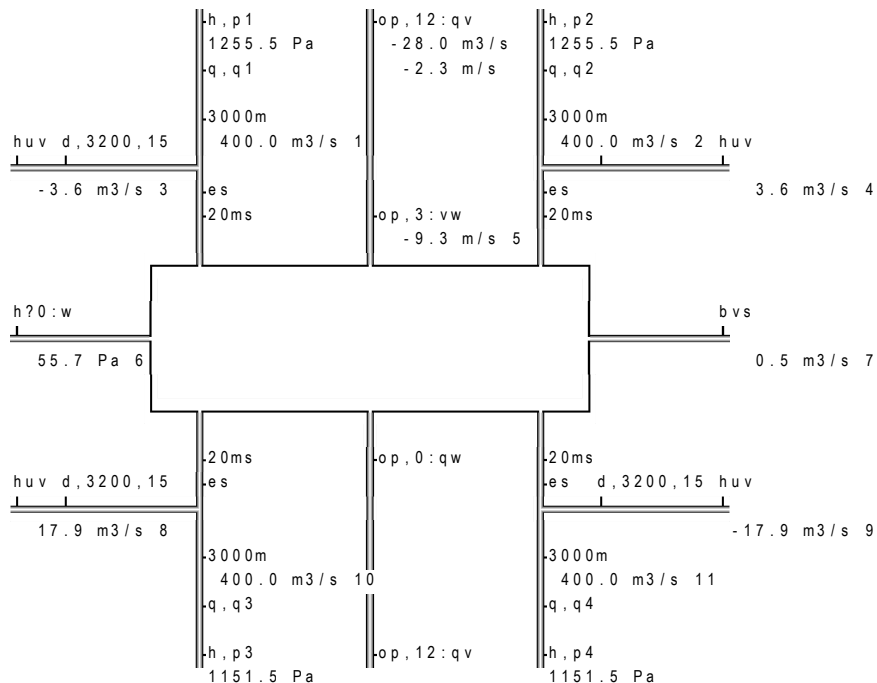 h,p1 op,12:qv h,p2
1255.5 Pa -28.0 m3/s 1255.5 Pa
q,q1 -2.3 m/s q,q2
3000m 3000m
huv d,3200,15 400.0 m3/s 1 400.0 m3/s 2 huv
-3.6 m3/s 3 es es 3.6 m3/s 4
20ms op,3:vw 20ms
-9.3 m/s 5
h?0:w bvs
55.7 Pa 6 0.5 m3/s 7
20ms op,0:qw 20ms
huv d,3200,15 es es d,3200,15 huv
17.9 m3/s 8 -17.9 m3/s 9
3000m 3000m
400.0 m3/s 10 400.0 m3/s 11
q,q3 q,q4
h,p3 op,12:qv h,p4
1151.5 Pa 1151.5 Pa